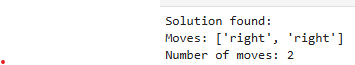 Solution found:
Moves: ['right', 'right']
Number of moves: 2